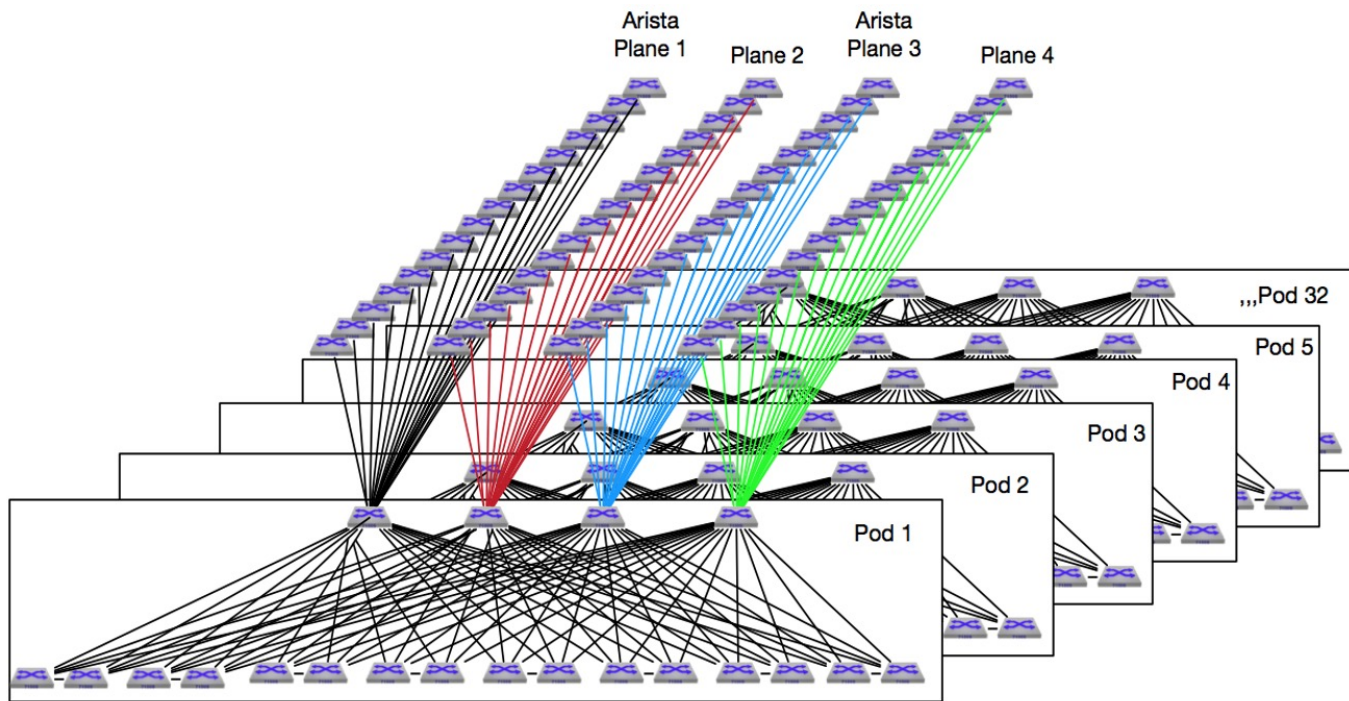 Arista
Plane 1
Plane 2
Arista
Plane 3
Plane 4
,,,Pod 32
Pod 5
Pod 4
Pod 3
Pod 2
Pod 1